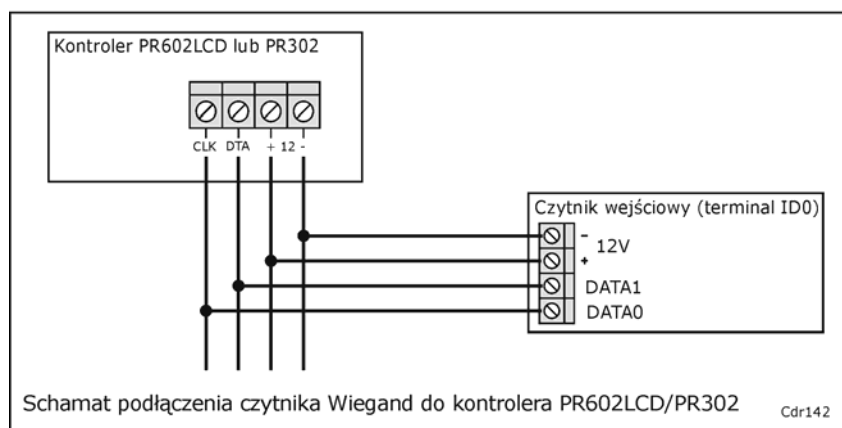 Kontroler PR602LCD lub PR302
CLK DTA + 12 -
Czytnik wejściowy (terminal ID0)
-
12V
+
DATA1
DATA0
Schamat podłączenia czytnika Wiegand do kontrolera PR602LCD/PR302
Cdr142